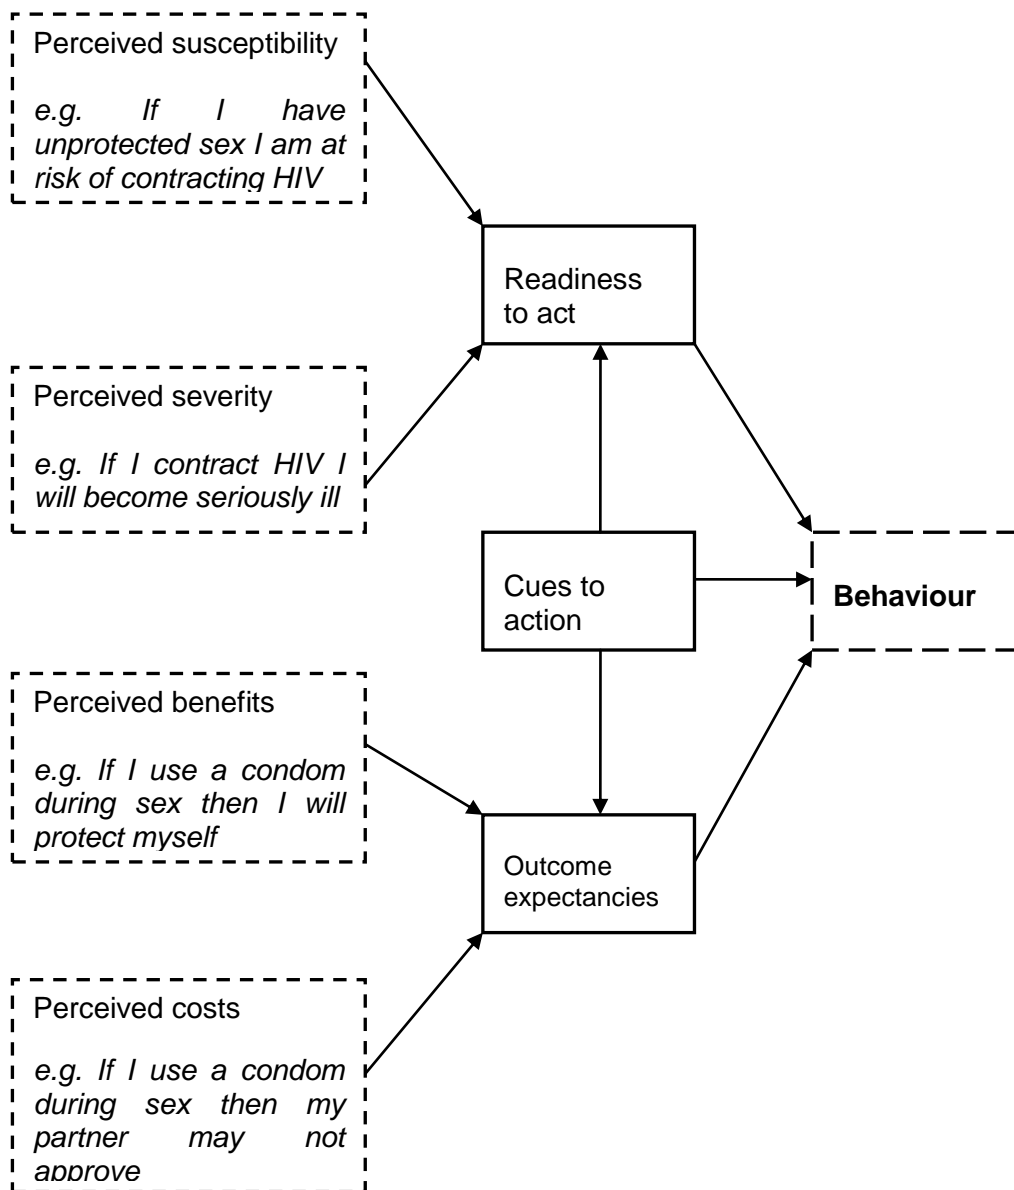 Perceived susceptibility
e.g. If I have
unprotected sex I am at
risk of contracting HIV
Readiness
to act
Perceived severity
e.g. If I contract HIV I
will become seriously ill
Cues to
action
Behaviour
Perceived benefits
e.g. If I use a condom
during sex then I will
protect myself
Outcome
expectancies
Perceived costs
e.g. If I use a condom
during sex then my
partner may not
approve